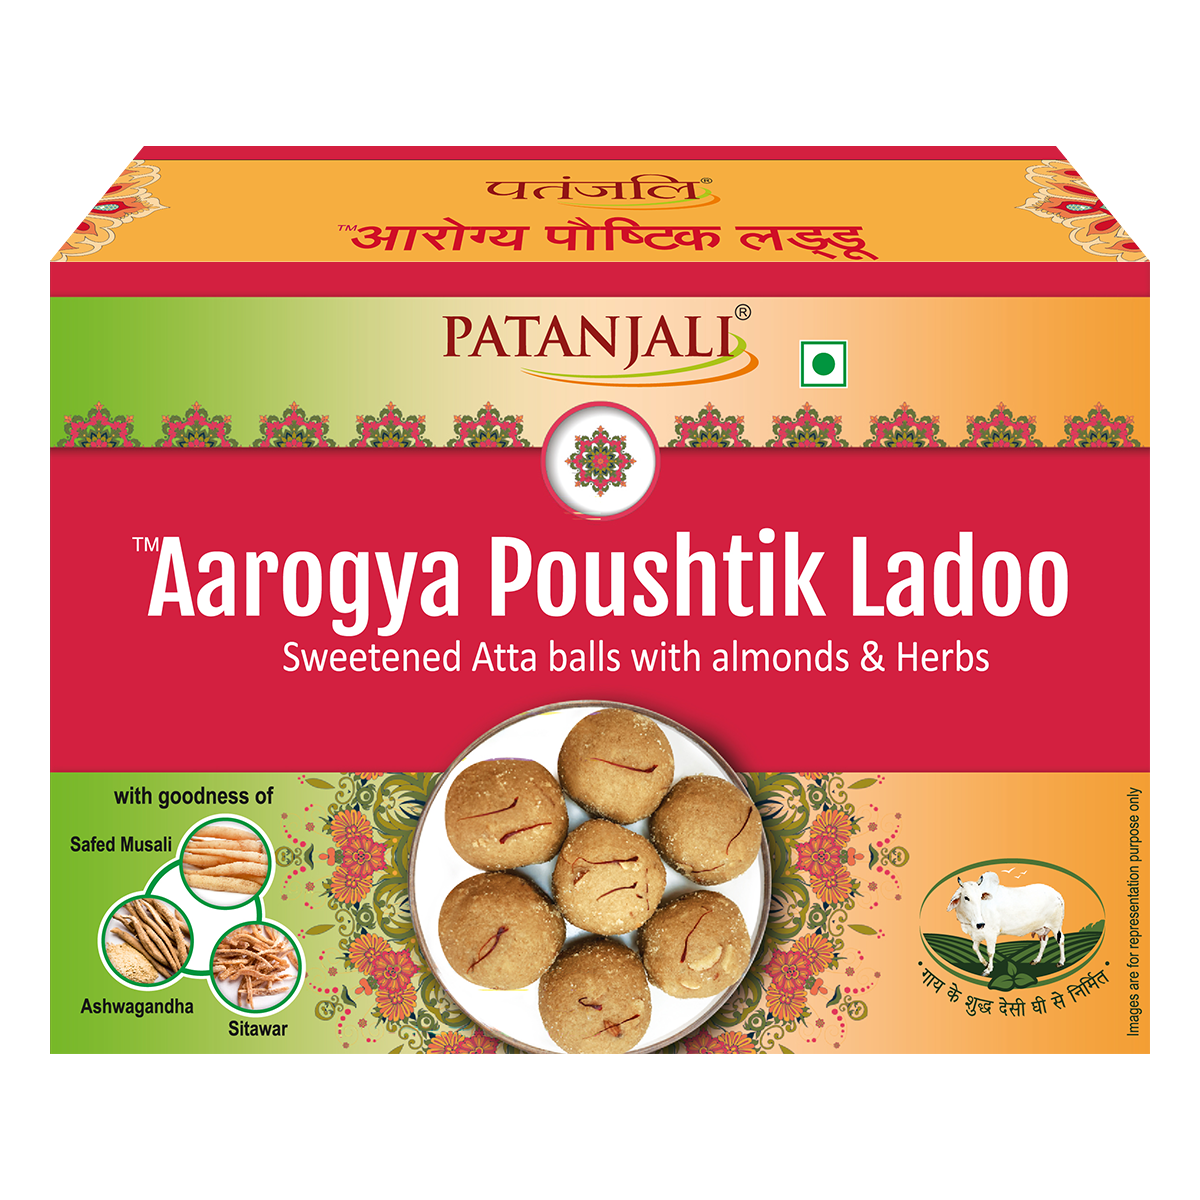 पतंजलि®
™आरोग्य पौष्टिक लड्डू
PATANJALI®
™Aarogya Poushtik Ladoo
Sweetened Atta balls with almonds & Herbs
with goodness of
Safed Musali
Ashwagandha
Sitawar
• गाय के शुद्ध देसी घी से निर्मित •
Images are for representation purpose only